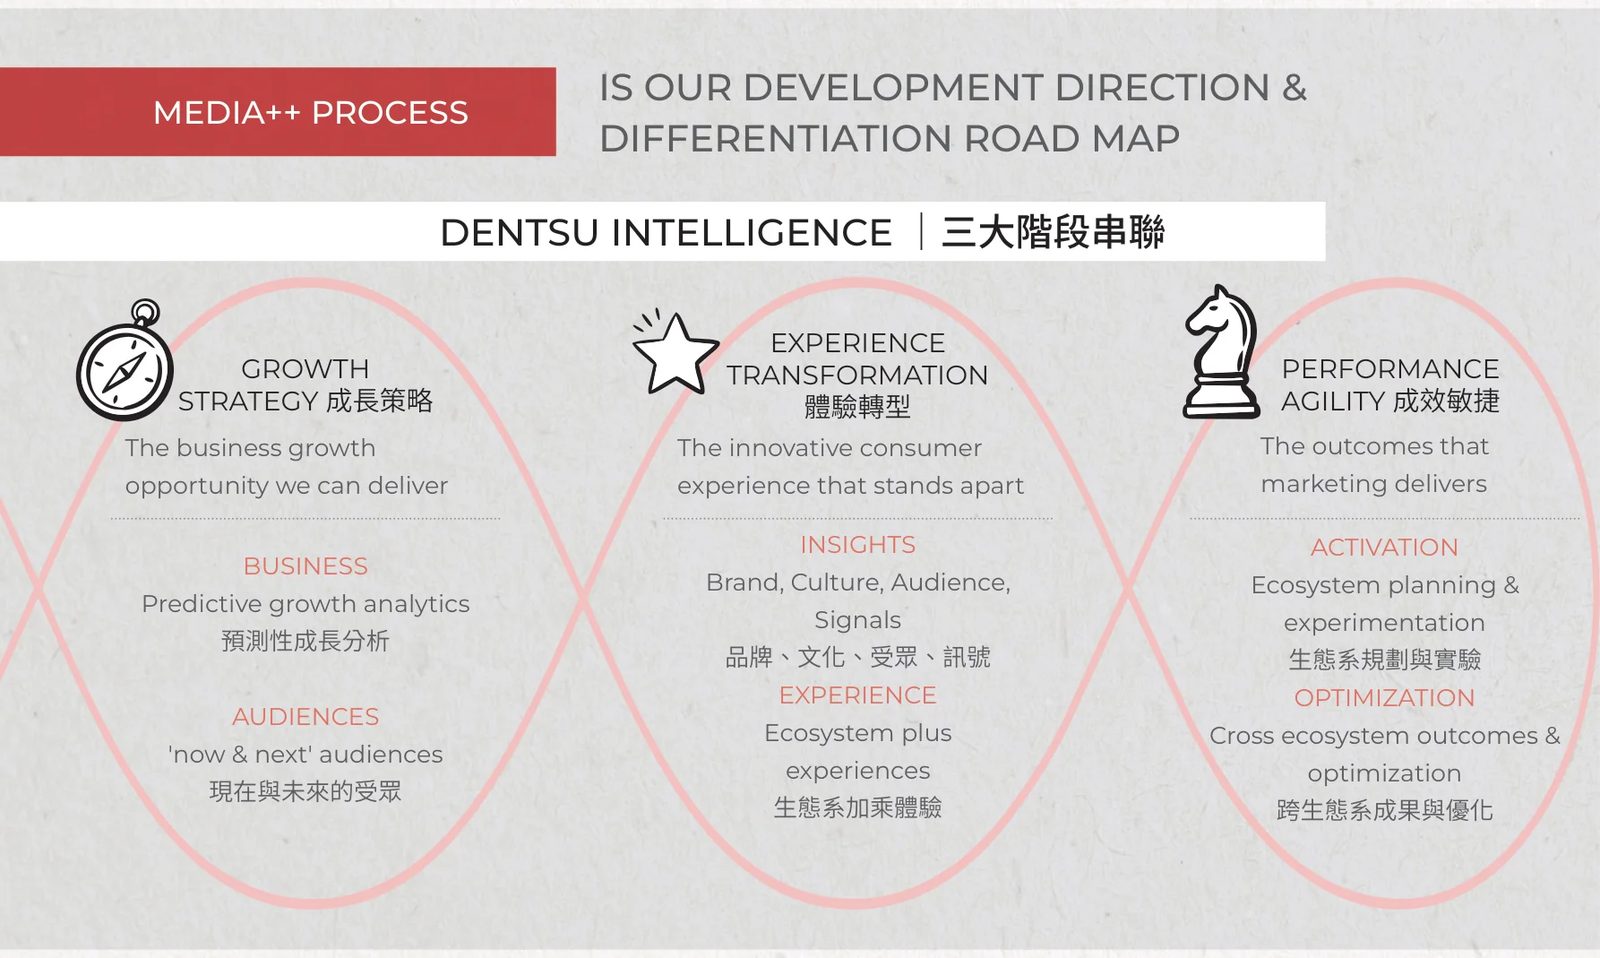 MEDIA++ PROCESS
IS OUR DEVELOPMENT DIRECTION &
DIFFERENTIATION ROAD MAP
DENTSU INTELLIGENCE ｜三大階段串聯
GROWTH
STRATEGY 成長策略
The business growth
opportunity we can deliver
BUSINESS
Predictive growth analytics
預測性成長分析
AUDIENCES
'now & next' audiences
現在與未來的受眾
EXPERIENCE
TRANSFORMATION
體驗轉型
The innovative consumer
experience that stands apart
INSIGHTS
Brand, Culture, Audience,
Signals
品牌、文化、受眾、訊號
EXPERIENCE
Ecosystem plus
experiences
生態系加乘體驗
PERFORMANCE
AGILITY 成效敏捷
The outcomes that
marketing delivers
ACTIVATION
Ecosystem planning &
experimentation
生態系規劃與實驗
OPTIMIZATION
Cross ecosystem outcomes &
optimization
跨生態系成果與優化